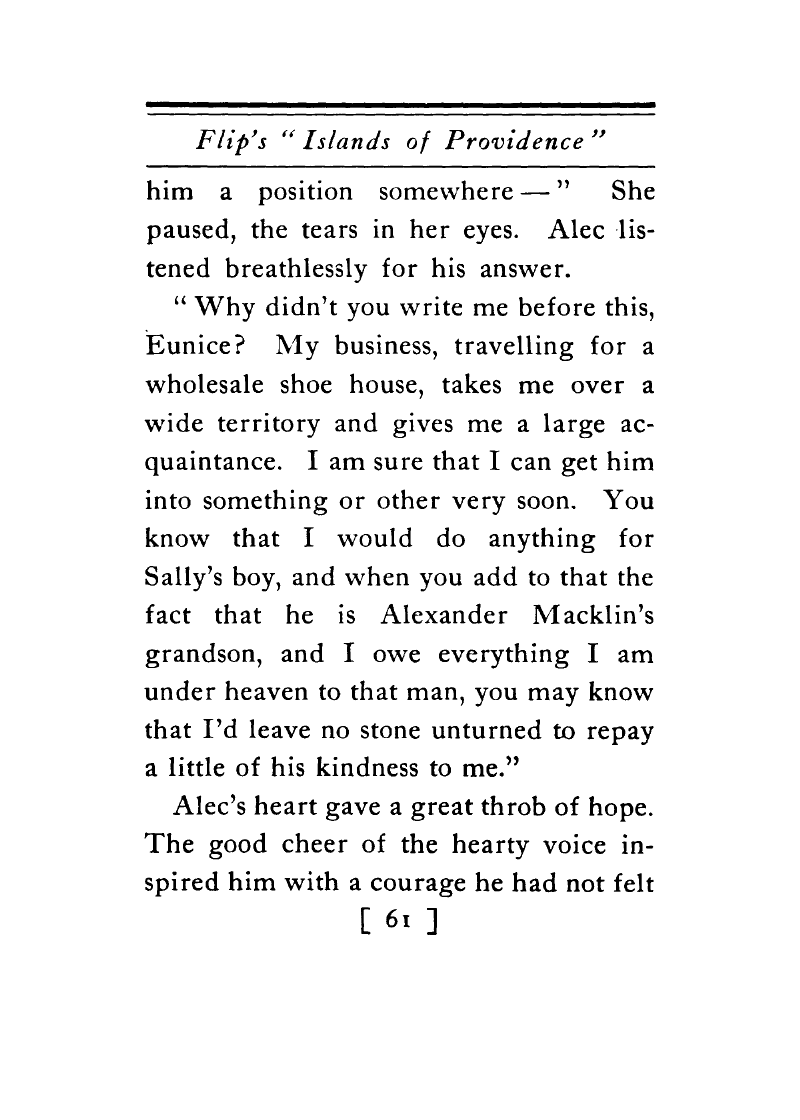 Flip's "Islands of Providence"
him a position somewhere — " She
paused, the tears in her eyes. Alec lis-
tened breathlessly for his answer.
" Why didn't you write me before this,
Eunice? My business, travelling for a
wholesale shoe house, takes me over a
wide territory and gives me a large ac-
quaintance. I am sure that I can get him
into something or other very soon. You
know that I would do anything for
Sally's boy, and when you add to that the
fact that he is Alexander Macklin's
grandson, and I owe everything I am
under heaven to that man, you may know
that I'd leave no stone unturned to repay
a little of his kindness to me."
Alec's heart gave a great throb of hope.
The good cheer of the hearty voice in-
spired him with a courage he had not felt
[ 61 ]